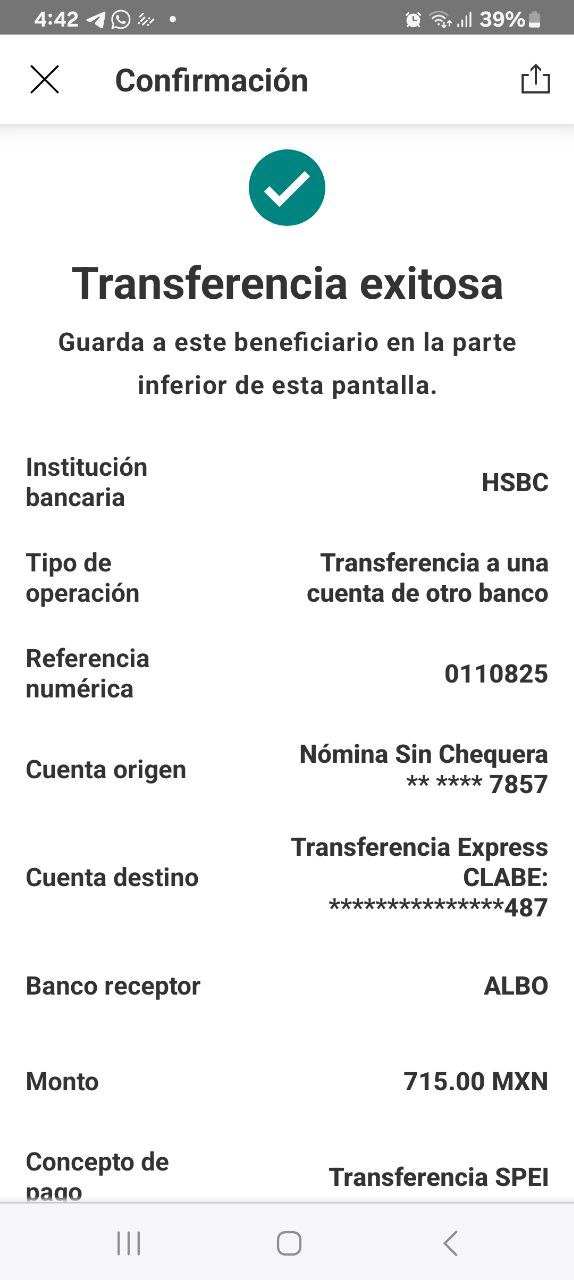 4:42
39%
Confirmación
Transferencia exitosa
Guarda a este beneficiario en la parte
inferior de esta pantalla.
Institución
bancaria
HSBC
Tipo de
operación
Transferencia a una
cuenta de otro banco
Referencia
numérica
0110825
Cuenta origen
Nómina Sin Chequera
** **** 7857
Cuenta destino
Transferencia Express
CLABE:
***************487
Banco receptor
ALBO
Monto
715.00 MXN
Concepto de
pago
Transferencia SPEI